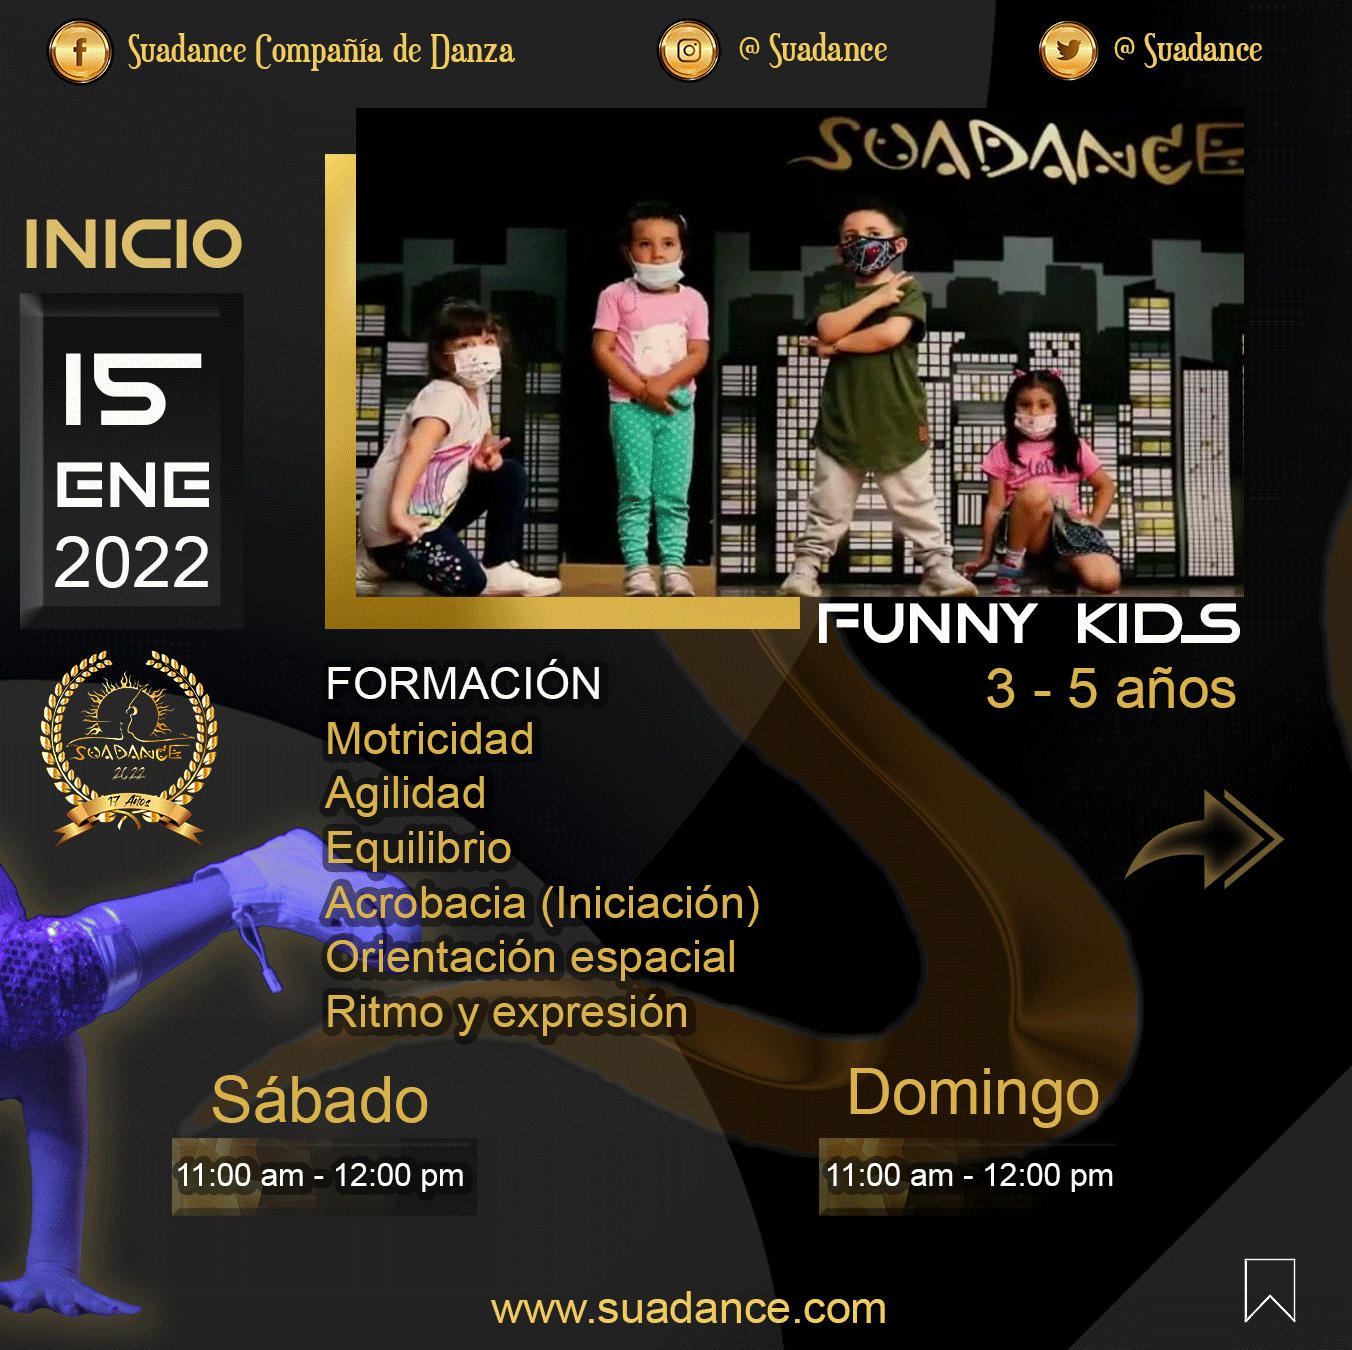 Suadance Compañía de Danza
@ Suadance
@ Suadance
SUADANCE
INICIO
15
ENE
2022
FUNNY KIDS
3 - 5 años
SUADANCE
2022
17 Años
FORMACIÓN
Motricidad
Agilidad
Equilibrio
Acrobacia (Iniciación)
Orientación espacial
Ritmo y expresión
Sábado
11:00 am - 12:00 pm
Domingo
11:00 am - 12:00 pm
www.suadance.com